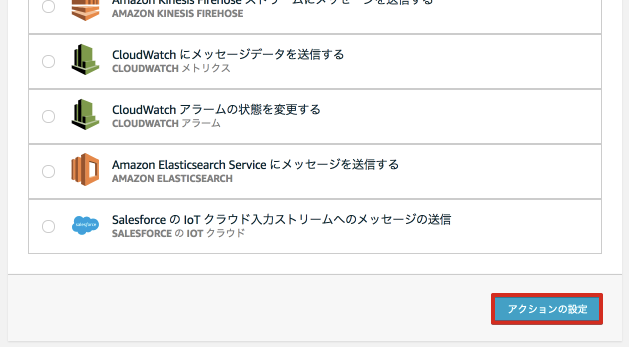 Amazon Kinesis Firehose ストリームにメッセージを送信する
AMAZON KINESIS FIREHOSE
CloudWatch にメッセージデータを送信する
CLOUDWATCH メトリクス
CloudWatch アラームの状態を変更する
CLOUDWATCH アラーム
Amazon Elasticsearch Service にメッセージを送信する
AMAZON ELASTICSEARCH
salesforce
Salesforce の IoT クラウド入力ストリームへのメッセージの送信
SALESFORCE の IOT クラウド
アクションの設定